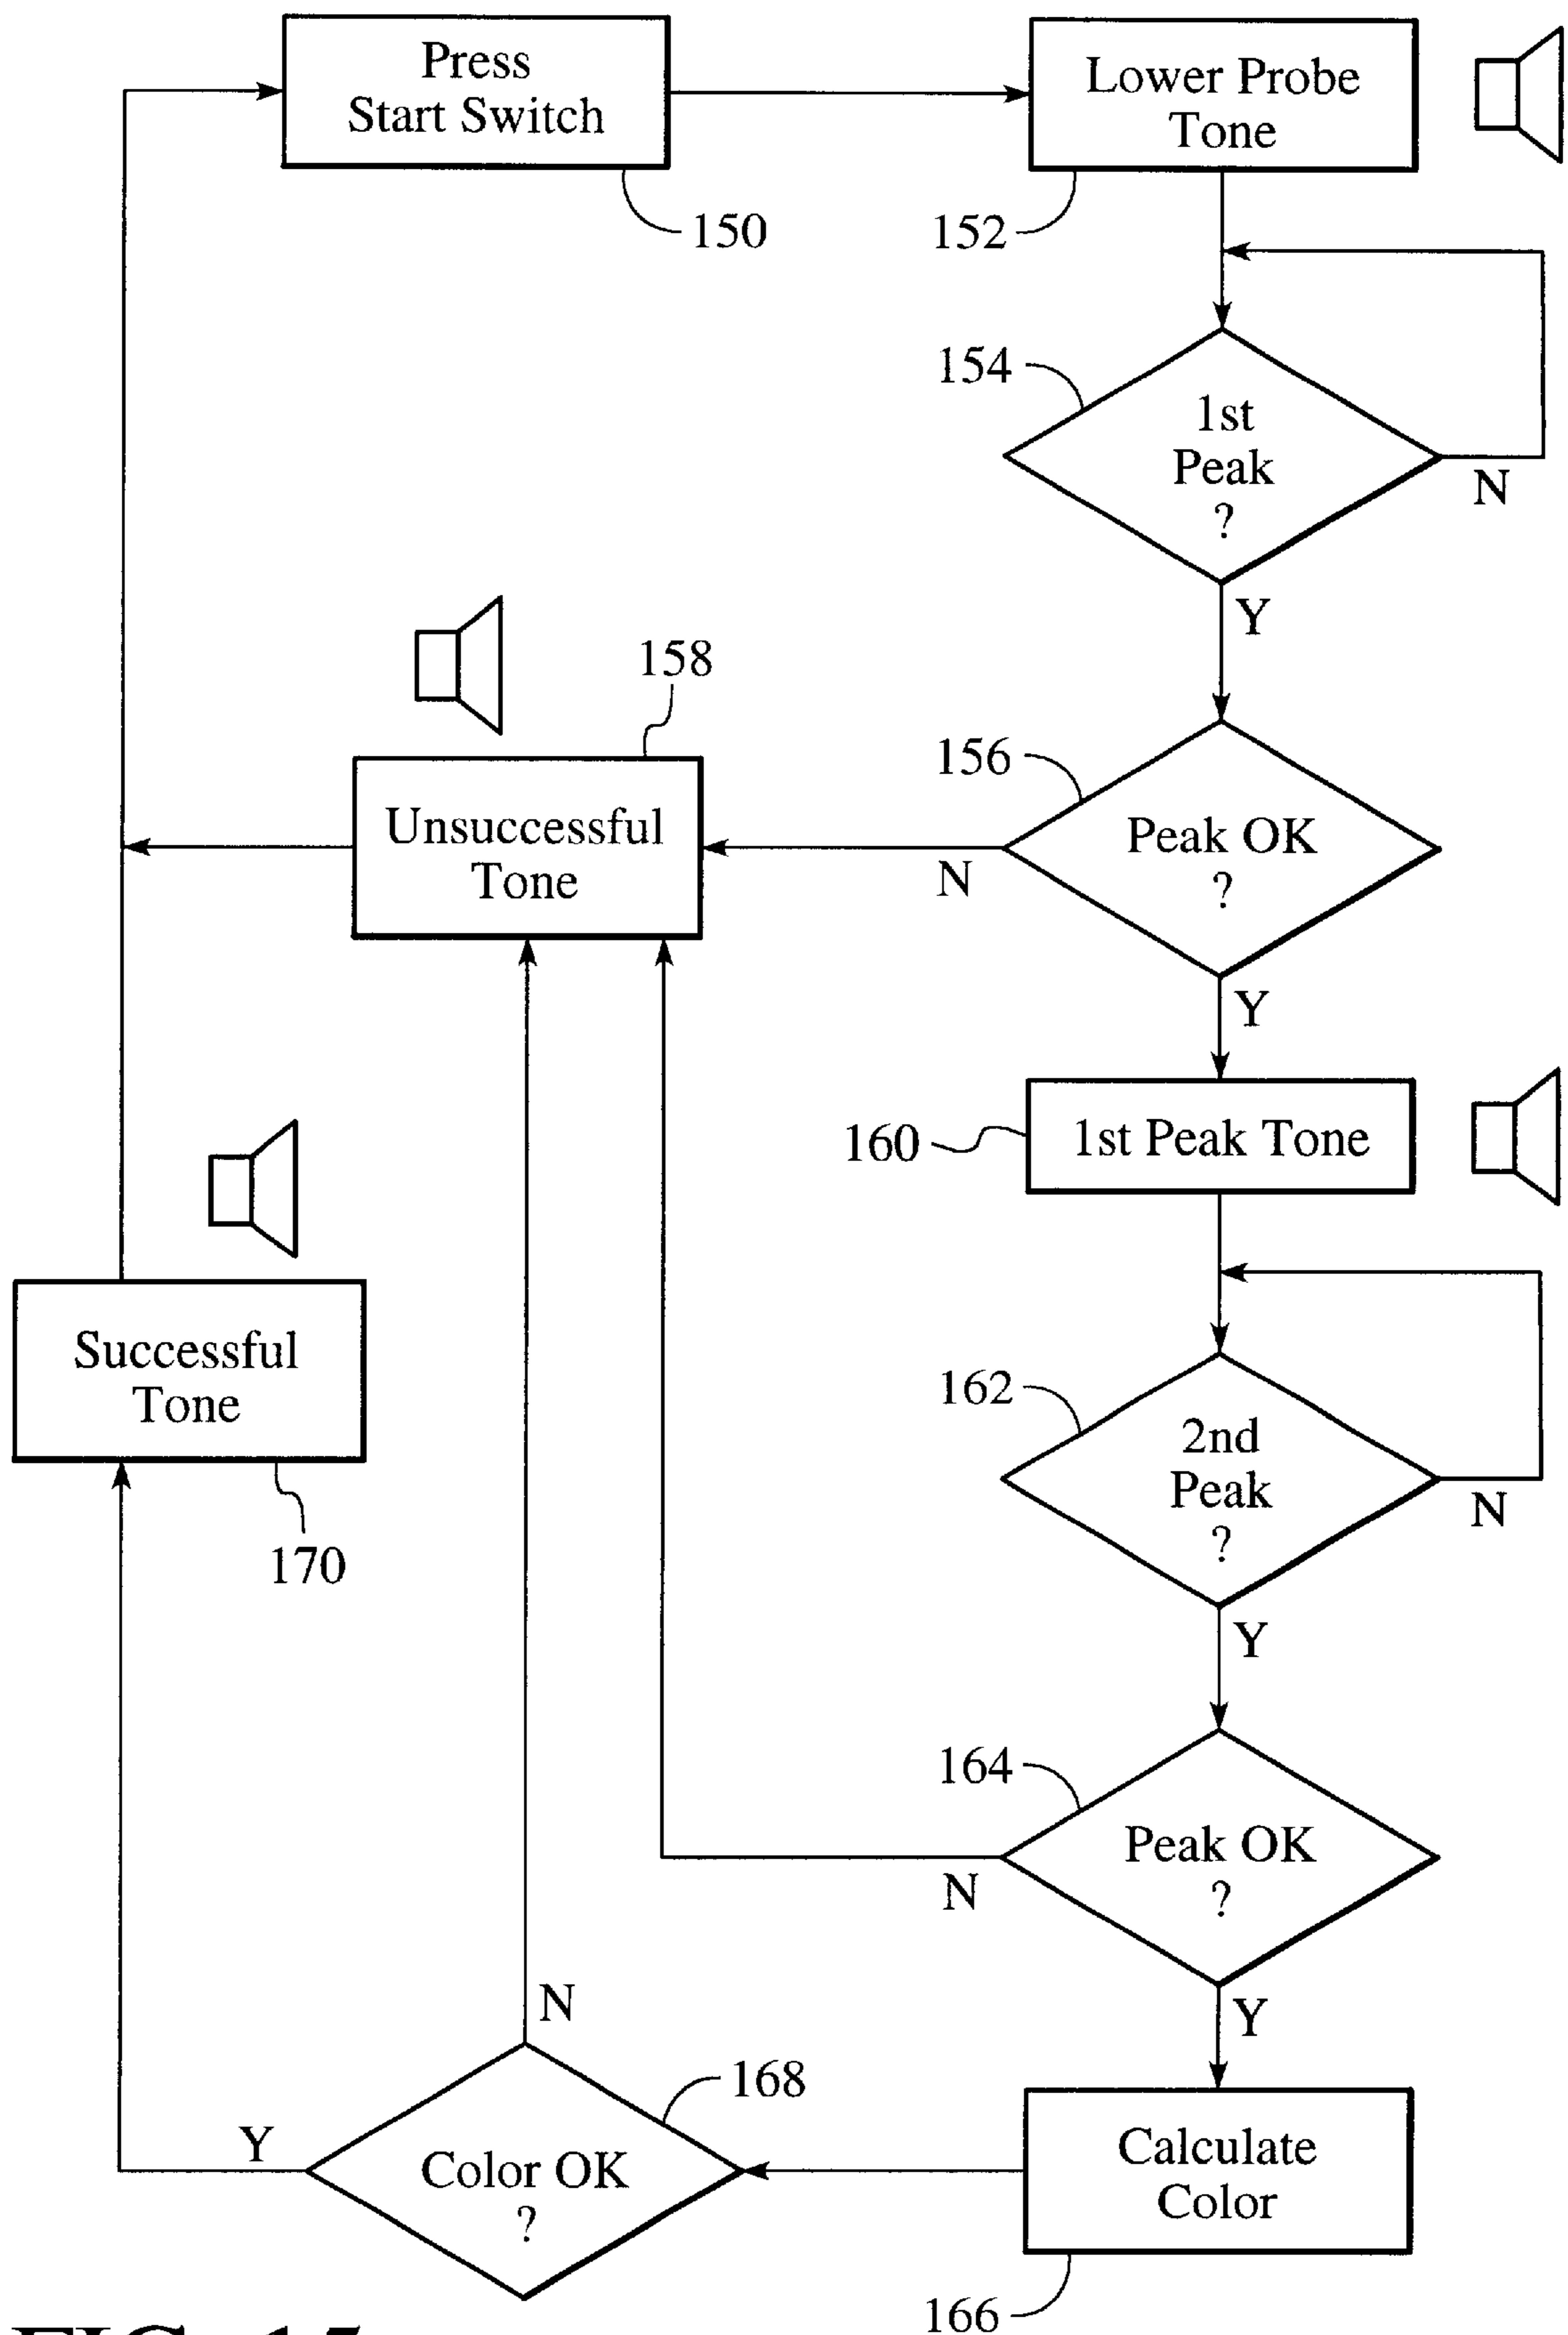 Press
Start Switch
150
Lower Probe
Tone
152
154
1st
Peak
?
N
Y
158
Unsuccessful
Tone
156
Peak OK
?
N
Y
160
1st Peak Tone
Successful
Tone
170
162
2nd
Peak
?
N
Y
164
Peak OK
?
N
Y
N
168
Y
Color OK
?
Calculate
Color
166